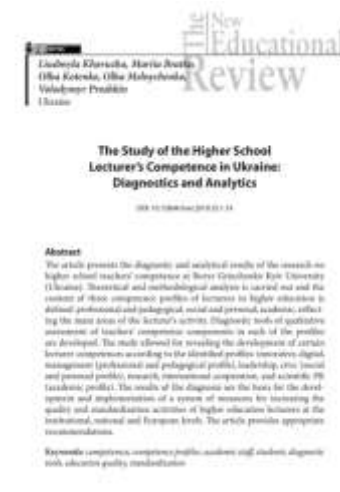 The New
Educational
Review
Liudmyla Khoruzha, Mariia Bratko,
Olha Kotenko, Olha Melnychenko,
Volodymyr Proshkin
Ukraine
The Study of the Higher School
Lecturer's Competence in Ukraine:
Diagnostics and Analytics
Abstract
The article presents the diagnostic and analytical results of the research on
higher school teachers' competence at Borys Grinchenko Kyiv University
(Ukraine). Theoretical and methodological analysis is carried out and the
content of three competence profiles of lecturers in higher education is
defined: professional and pedagogical, social and personal, academic, reflect-
ing the main areas of the lecturer's activity. Diagnostic tools of qualitative
assessment of teachers' competence components in each of the profiles
are developed. The study allowed for revealing the development of certain
lecturer competences according to the identified profiles: innovative, digital,
management (professional and pedagogical profile), leadership, civic (social
and personal profile), research, international cooperation, and scientific PR
(academic profile). The results of the diagnosis are the basis for the devel-
opment and implementation of a system of measures for increasing the
quality and standardization activities of higher education lecturers at the
institutional, national and European levels. The article provides appropriate
recommendations.
Keywords: competence, competence profiles, academic staff, students, diagnostic
tools, education quality, standardization